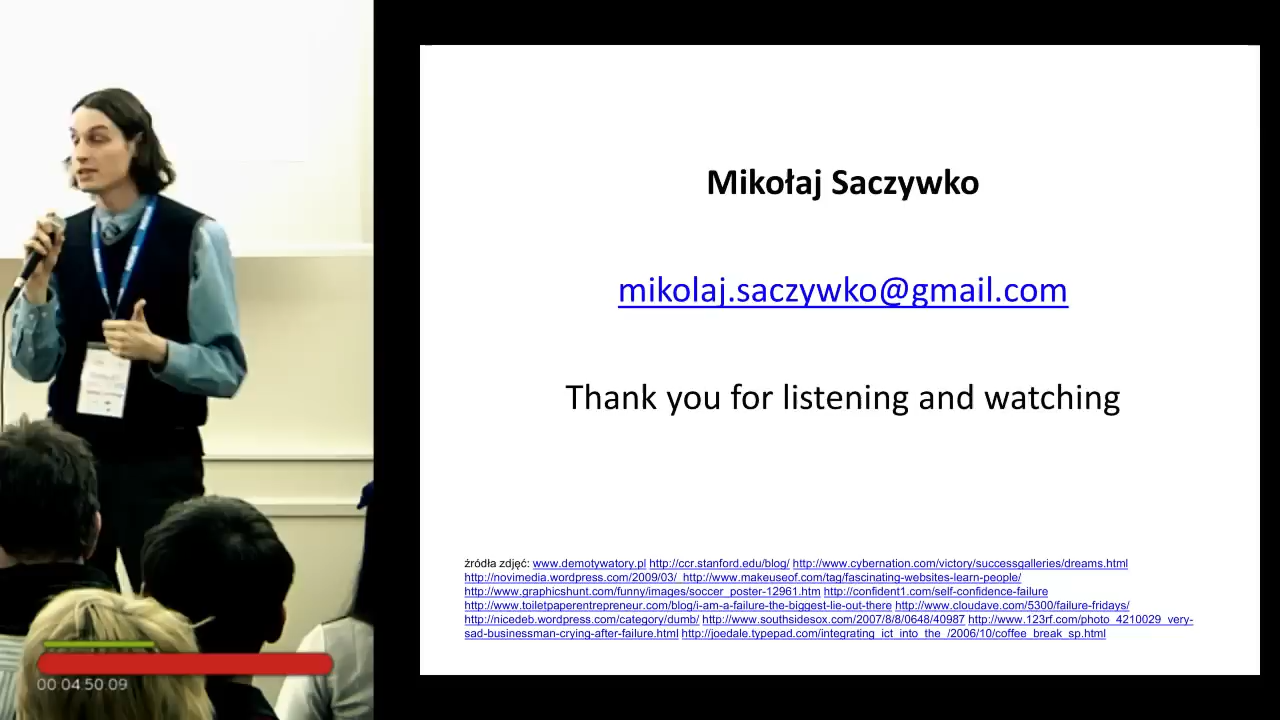 Mikołaj Saczywko
mikolaj.saczywko@gmail.com
Thank you for listening and watching
źródła zdjęć: www.demotywatory.pl http://ccr.stanford.edu/blog/ http://www.cybernation.com/victory/successgalleries/dreams.html
http://novimedia.wordpress.com/2009/03/ http://www.makeuseof.com/tag/fascinating-websites-learn-people/
http://www.graphicshunt.com/funny/images/soccer_poster-12961.htm http://confident1.com/self-confidence-failure
http://www.toiletpaperentrepreneur.com/blog/i-am-a-failure-the-biggest-lie-out-there http://www.cloudave.com/5300/failure-fridays/
http://nicedeb.wordpress.com/category/dumb/ http://www.southsidesox.com/2007/8/8/0648/40987 http://www.123rf.com/photo_4210029_very-
sad-businessman-crying-after-failure.html http://joedale.typepad.com/integrating_ict_into_the_/2006/10/coffee_break_sp.html
00:04:50.09